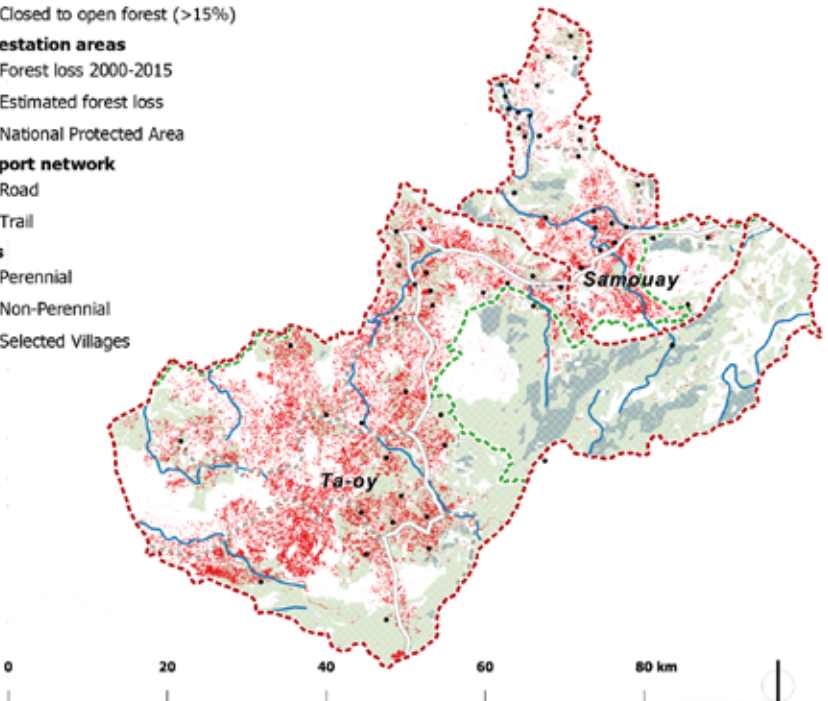 Closed to open forest (>15%)
estation areas
Forest loss 2000-2015
Estimated forest loss
National Protected Area
port network
Road
Trail
s
Perennial
Non-Perennial
Selected Villages
Samouay
Ta-oy
0 20 40 60 80 km